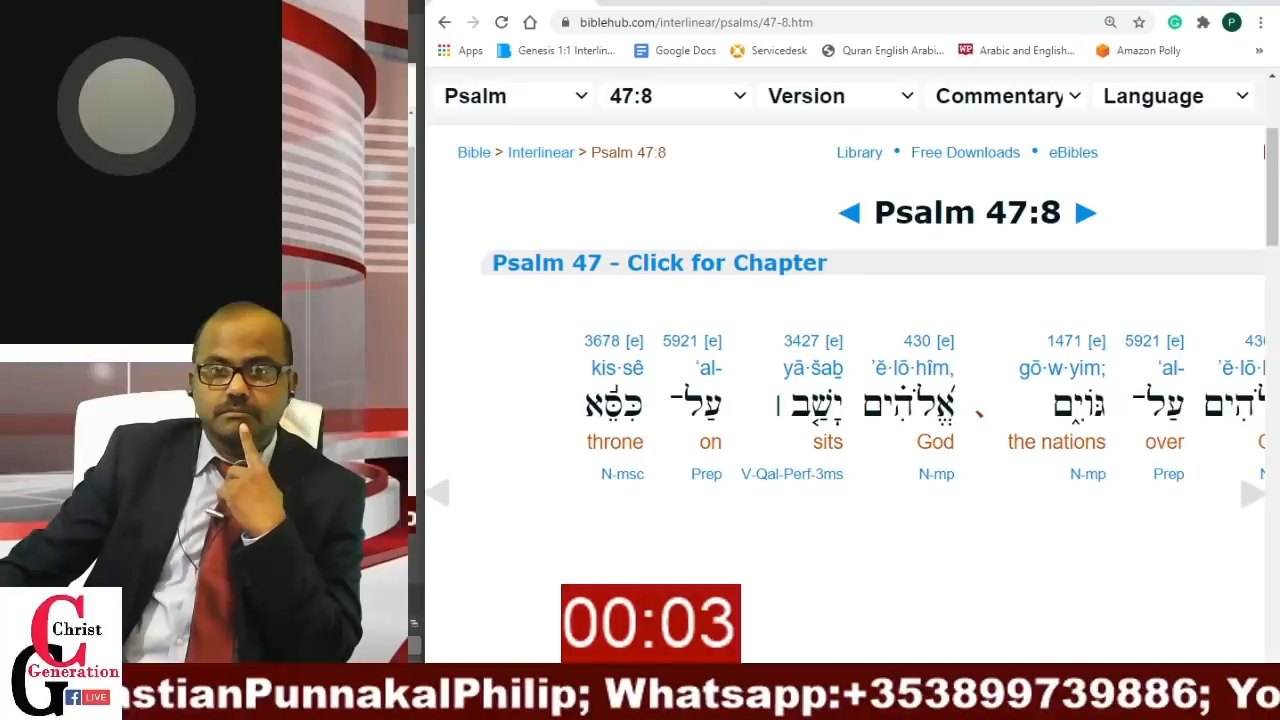 biblehub.com/interlinear/psalms/47-8.htm
Apps Genesis 1:1 Interlin... Google Docs Servicedesk Quran English Arabi... Arabic and English... Amazon Polly »
Psalm 47:8 Version Commentary Language
Bible > Interlinear > Psalm 47:8 Library • Free Downloads • eBibles
◀ Psalm 47:8 ▶
Psalm 47 - Click for Chapter
3678 [e] 5921 [e] 3427 [e] 430 [e] 1471 [e] 5921 [e] 430
kis·sê ‘al- yā·šaḇ ’ĕ·lō·hîm, gō·w·yim; ‘al- ’ĕ·lō·h
כִּסֵּ֬א עַל־ יָשַׁ֤ב ׀ אֱ֝לֹהִ֗ים גּוֹיִ֑ם עַל־
throne on sits God the nations over
N-msc Prep V-Qal-Perf-3ms N-mp N-mp Prep N
00:03
C Christ
G Generation
f LIVE
astianPunnakalPhilip; Whatsapp:+353899739886; Yo
P